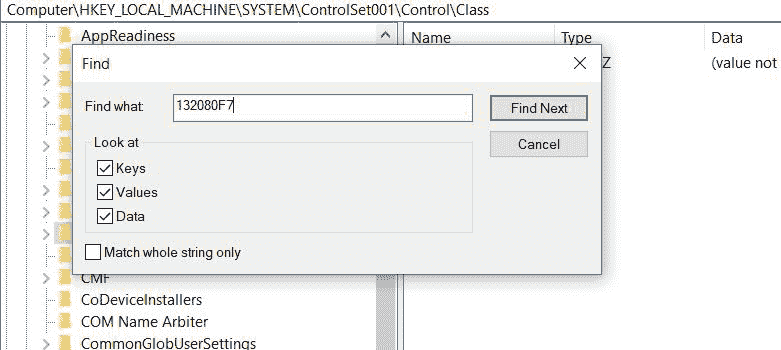 Computer\HKEY_LOCAL_MACHINE\SYSTEM\ControlSet001\Control\Class
AppReadiness
Name Type Data
Find
Z (value not
Find what: 132080F7 Find Next
Look at Cancel
Keys
Values
Data
Match whole string only
CMF
CoDeviceInstallers
COM Name Arbiter
CommonGlobUserSettings